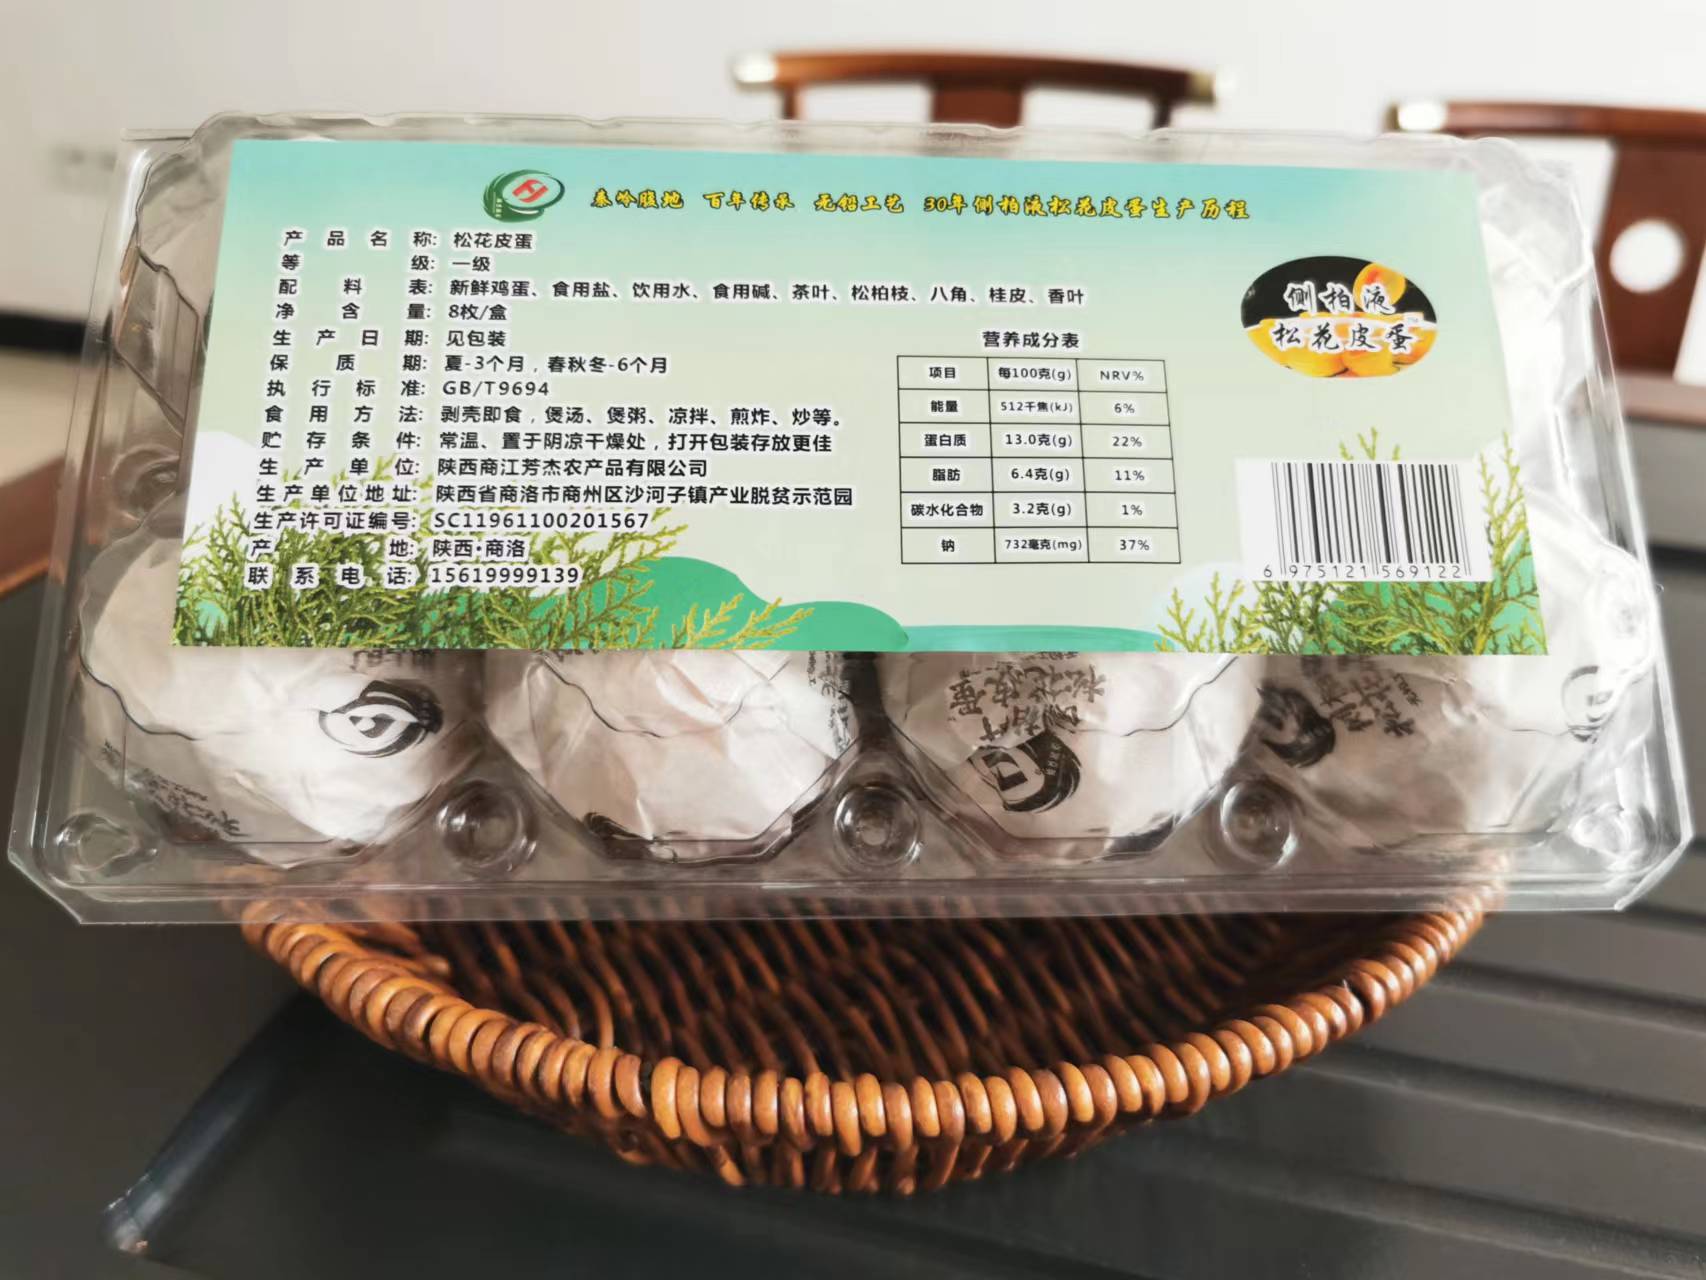 秦岭腹地 百年传承 无铅工艺 30年侧柏液松花皮蛋生产历程
产品名称: 松花皮蛋
等级: 一级
配料表: 新鲜鸡蛋、食用盐、饮用水、食用碱、茶叶、松柏枝、八角、桂皮、香叶
净含量: 8枚/盒
生产日期: 见包装
保质期: 夏-3个月，春秋冬-6个月
执行标准: GB/T9694
食用方法: 剥壳即食，煲汤、煲粥、凉拌、煎炸、炒等。
贮存条件: 常温、置于阴凉干燥处，打开包装存放更佳
生产单位: 陕西商江芳杰农产品有限公司
生产单位地址: 陕西省商洛市商州区沙河子镇产业脱贫示范园
生产许可证编号: SC11961100201567
产地: 陕西·商洛
联系电话: 15619999139
营养成分表
项目 每100克(g) NRV%
能量 512千焦(kJ) 6%
蛋白质 13.0克(g) 22%
脂肪 6.4克(g) 11%
碳水化合物 3.2克(g) 1%
钠 732毫克(mg) 37%
侧柏液
松花皮蛋
6 975121 569122